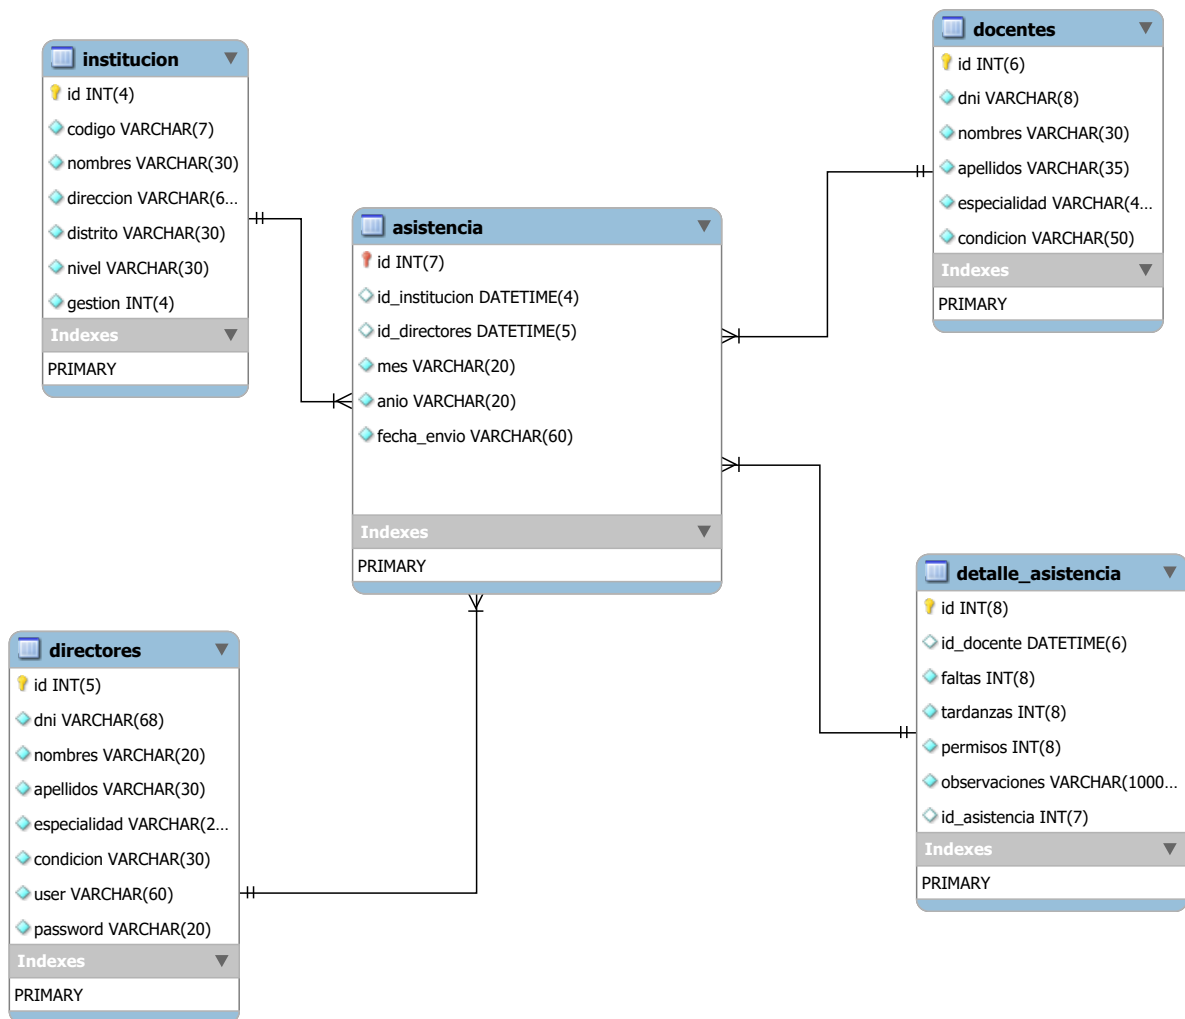 institucion
id INT(4)
codigo VARCHAR(7)
nombres VARCHAR(30)
direccion VARCHAR(6...
distrito VARCHAR(30)
nivel VARCHAR(30)
gestion INT(4)
Indexes
PRIMARY
docentes
id INT(6)
dni VARCHAR(8)
nombres VARCHAR(30)
apellidos VARCHAR(35)
especialidad VARCHAR(4...
condicion VARCHAR(50)
Indexes
PRIMARY
asistencia
id INT(7)
id_institucion DATETIME(4)
id_directores DATETIME(5)
mes VARCHAR(20)
anio VARCHAR(20)
fecha_envio VARCHAR(60)
Indexes
PRIMARY
detalle_asistencia
id INT(8)
id_docente DATETIME(6)
faltas INT(8)
tardanzas INT(8)
permisos INT(8)
observaciones VARCHAR(1000...
id_asistencia INT(7)
Indexes
PRIMARY
directores
id INT(5)
dni VARCHAR(68)
nombres VARCHAR(20)
apellidos VARCHAR(30)
especialidad VARCHAR(2...
condicion VARCHAR(30)
user VARCHAR(60)
password VARCHAR(20)
Indexes
PRIMARY